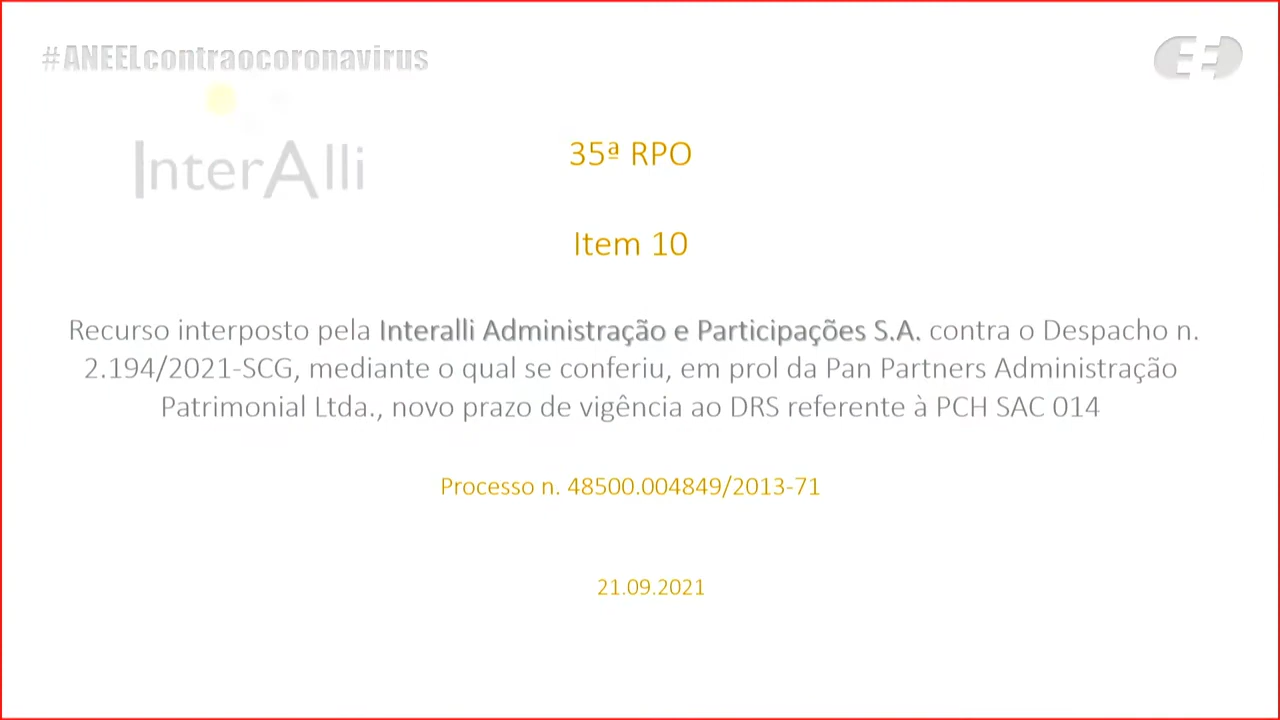 #ANEELcontraocoronavirus
InterAlli
35ª RPO
Item 10
Recurso interposto pela Interalli Administração e Participações S.A. contra o Despacho n.
2.194/2021-SCG, mediante o qual se conferiu, em prol da Pan Partners Administração
Patrimonial Ltda., novo prazo de vigência ao DRS referente à PCH SAC 014
Processo n. 48500.004849/2013-71
21.09.2021